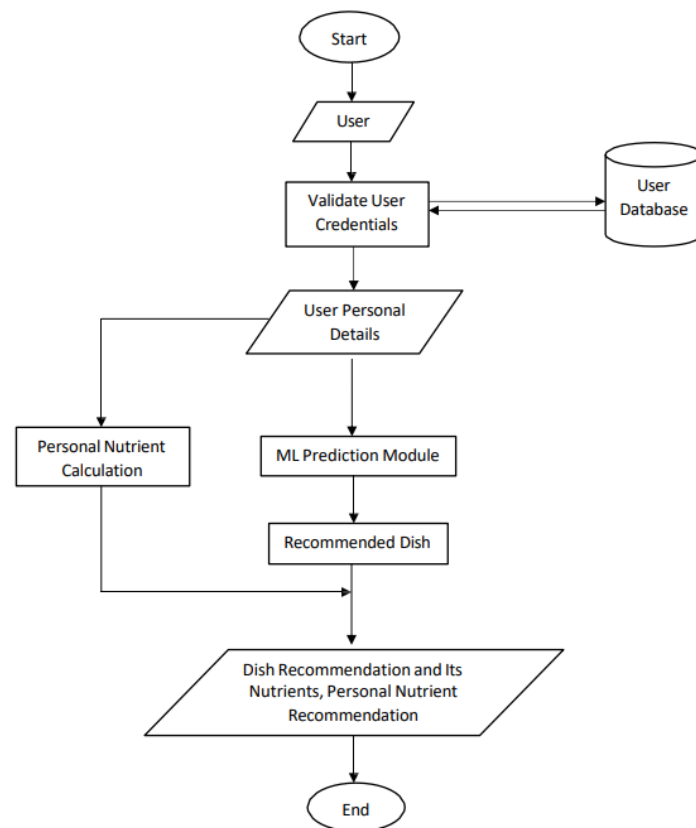 Start
User
Validate User
Credentials
User
Database
User Personal
Details
Personal Nutrient
Calculation
ML Prediction Module
Recommended Dish
Dish Recommendation and Its
Nutrients, Personal Nutrient
Recommendation
End